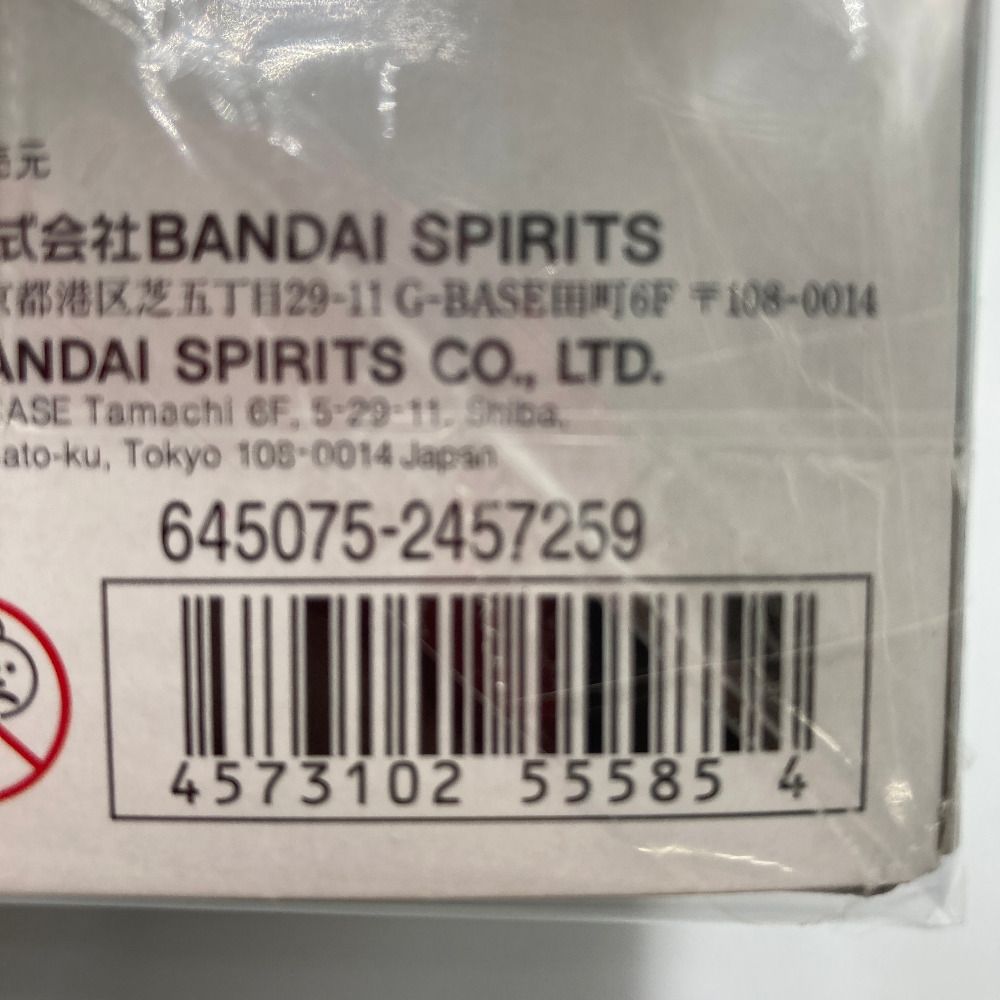 売元
式会社BANDAI SPIRITS
京都港区芝五丁目29-11 G-BASE田町6F 〒108-0014
ANDAI SPIRITS CO., LTD.
BASE Tamachi 6F, 5-29-11, Shiba,
ato-ku, Tokyo 108-0014 Japan
645075-2457259
4573102 55585 4